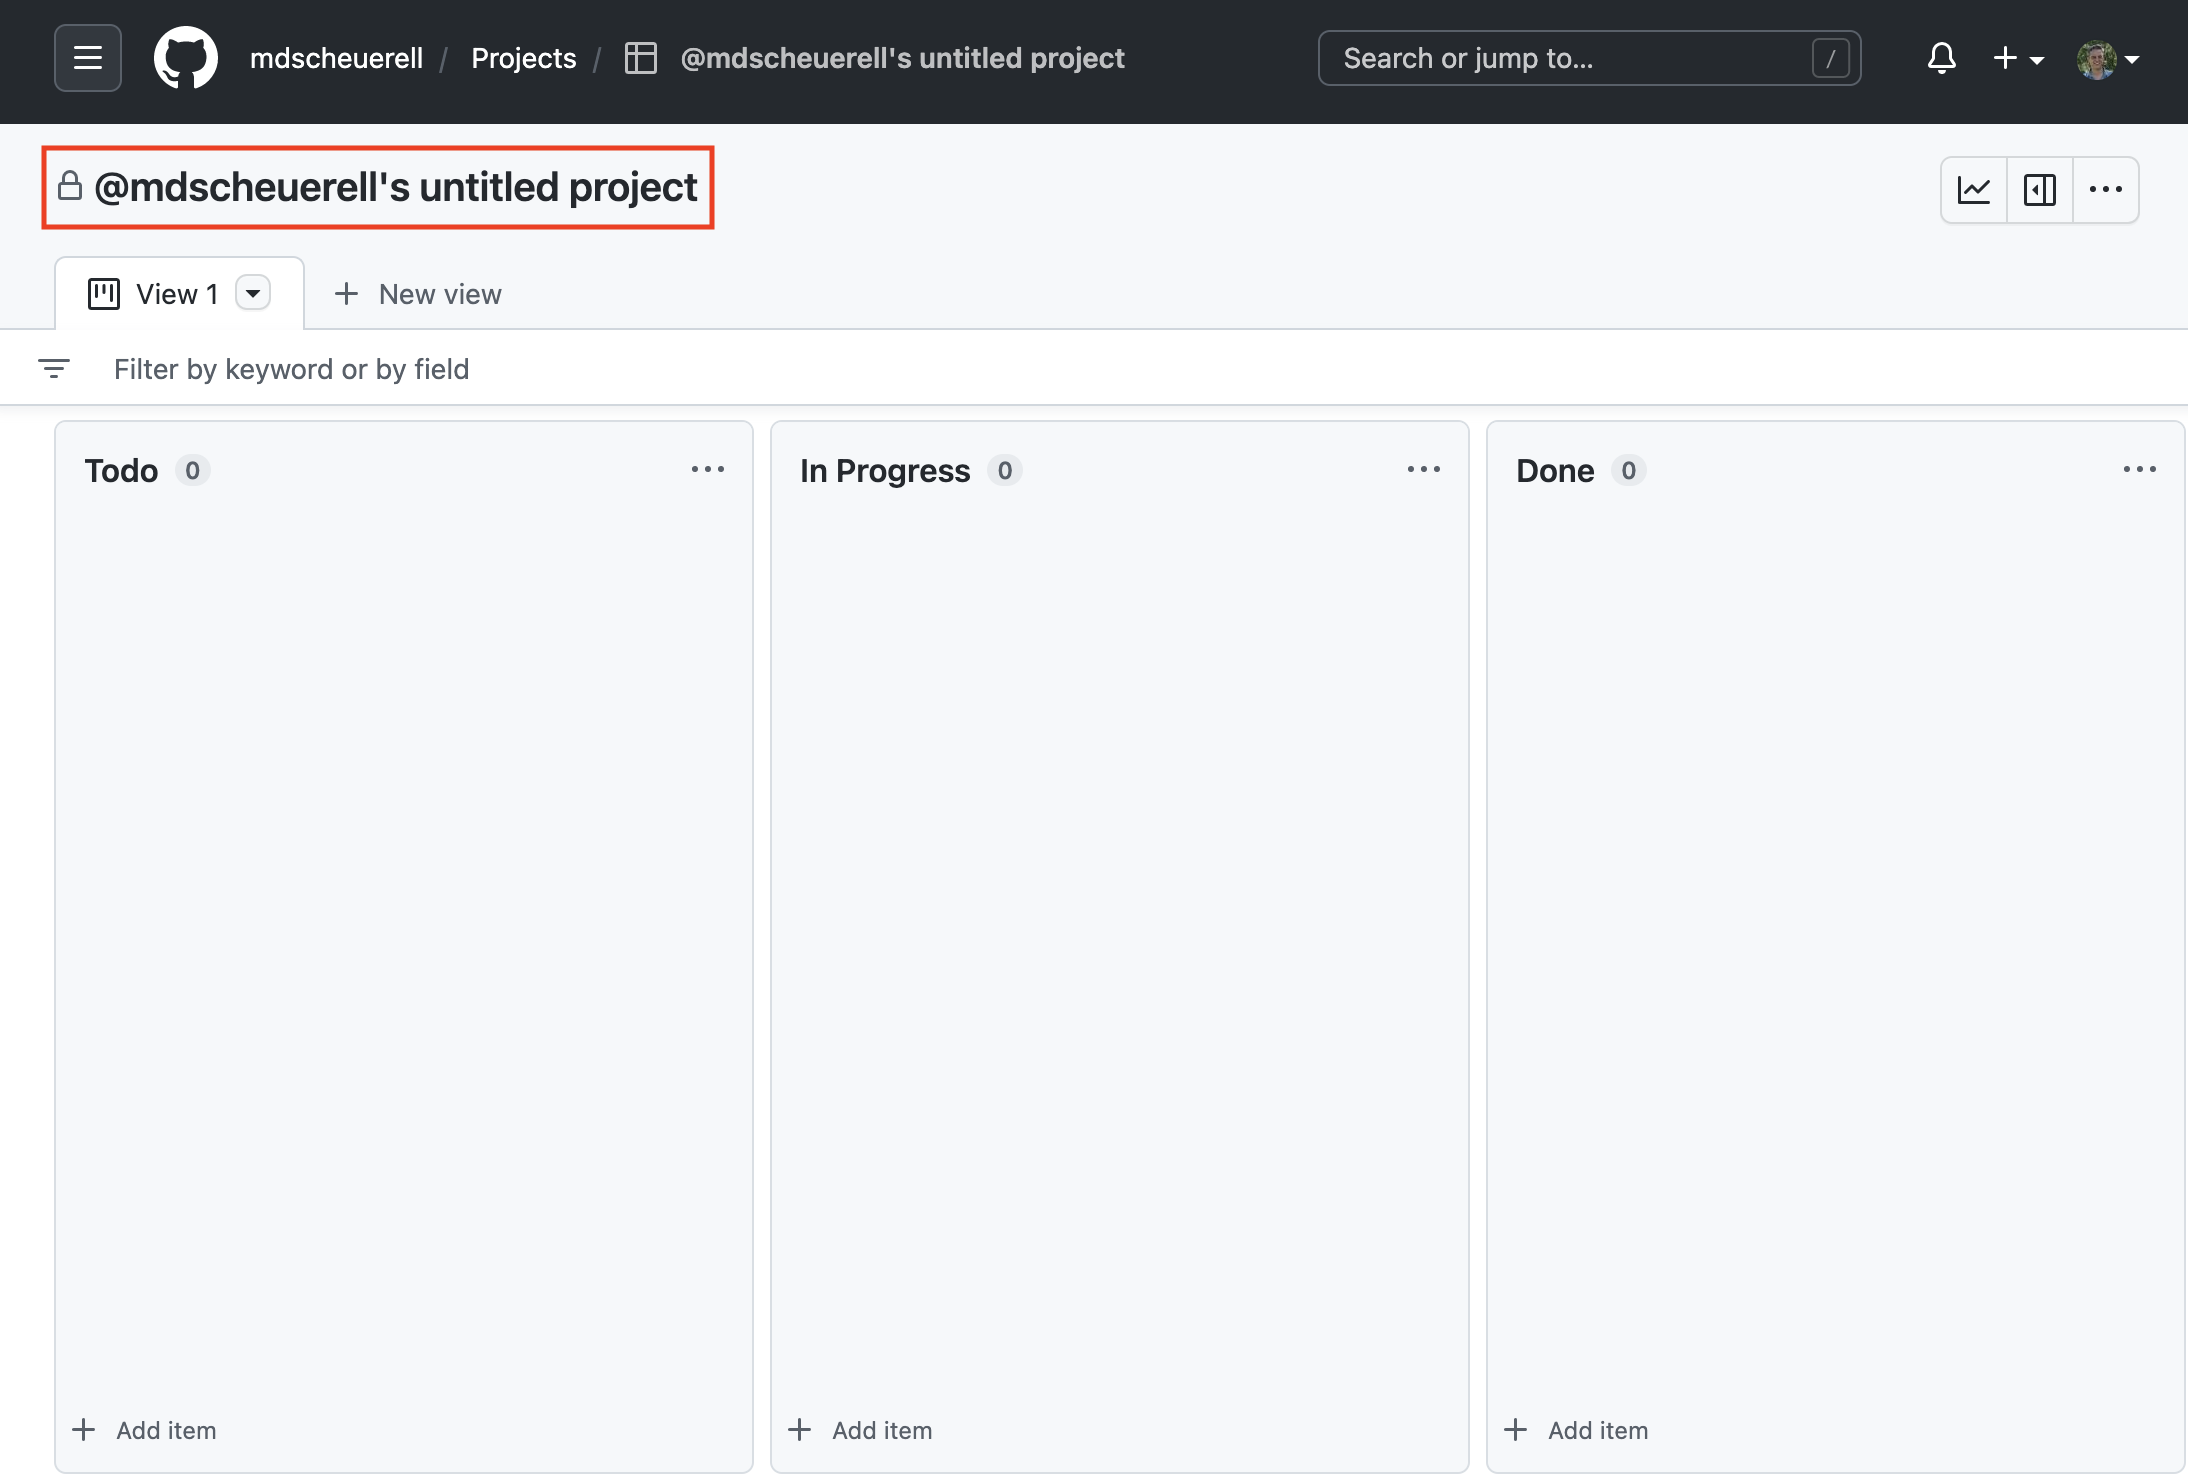 mdscheuerell / Projects / @mdscheuerell's untitled project
Search or jump to... /
@mdscheuerell's untitled project
View 1
New view
Filter by keyword or by field
Todo 0
In Progress 0
Done 0
Add item
Add item
Add item